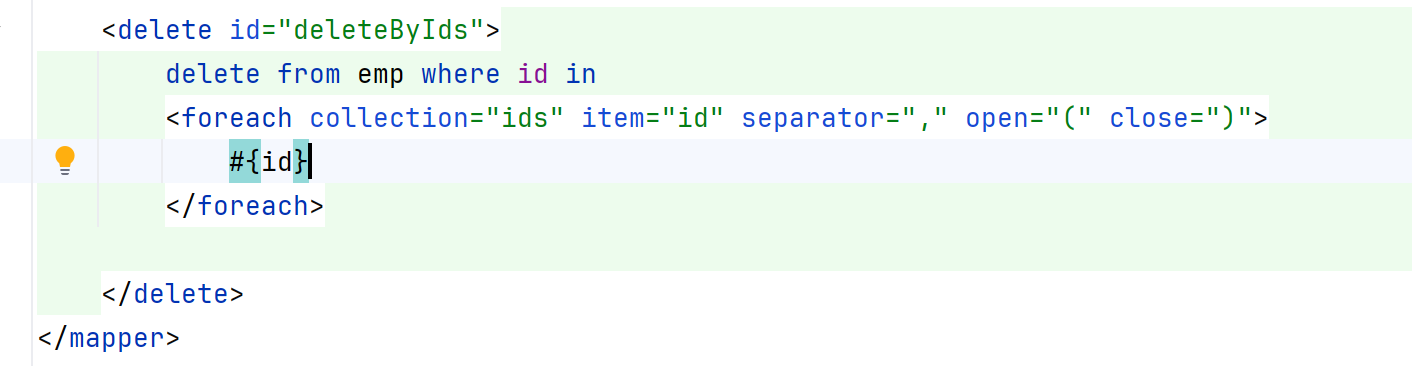 <delete id="deleteByIds">
delete from emp where id in
<foreach collection="ids" item="id" separator="," open="(" close=")">
#{id}
</foreach>
</delete>
</mapper>